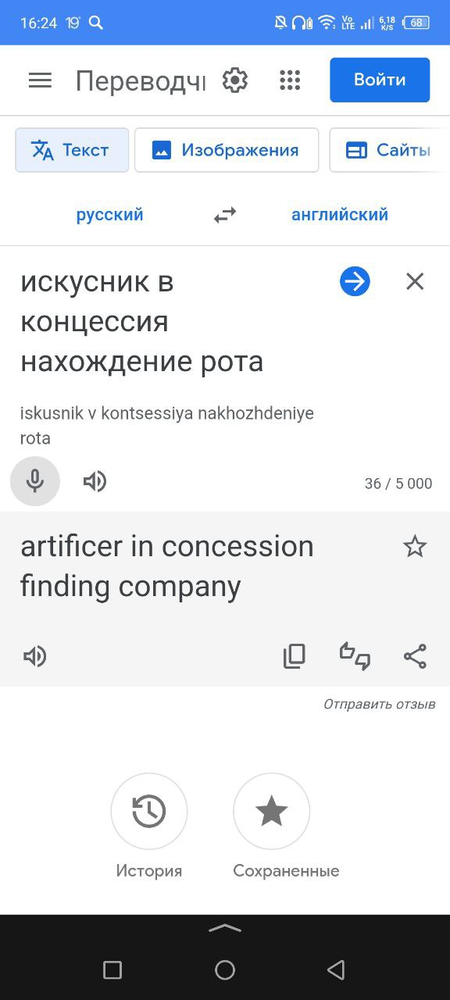 16:24 19° Vo LTE 6,18 K/S 68
Переводчи Войти
Текст Изображения Сайты
русский английский
искусник в
концессия
нахождение рота
iskusnik v kontsessiya nakhozhdeniye
rota
36 / 5 000
artificer in concession
finding company
Отправить отзыв
История Сохраненные